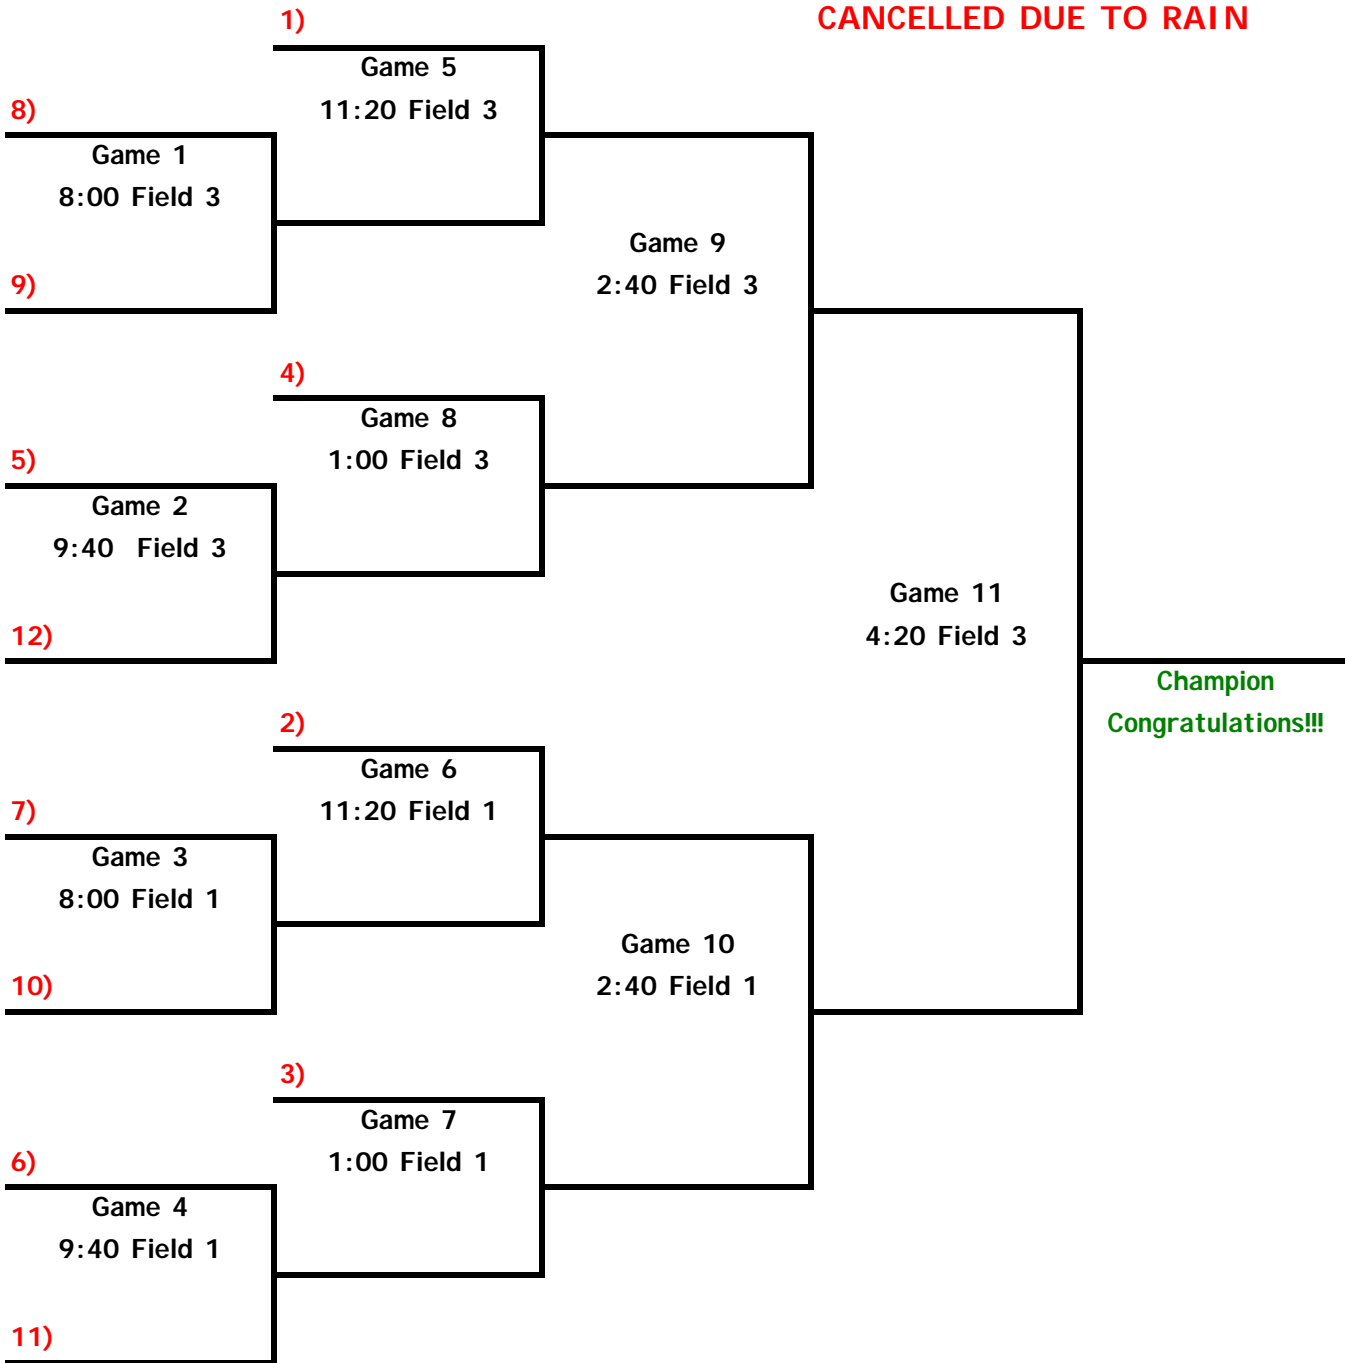 1)
CANCELLED DUE TO RAIN
Game 5
8)
11:20 Field 3
Game 1
8:00 Field 3
Game 9
9)
2:40 Field 3
4)
Game 8
5)
1:00 Field 3
Game 2
9:40 Field 3
Game 11
12)
4:20 Field 3
Champion
2)
Congratulations!!!
Game 6
7)
11:20 Field 1
Game 3
8:00 Field 1
Game 10
10)
2:40 Field 1
3)
Game 7
6)
1:00 Field 1
Game 4
9:40 Field 1
11)